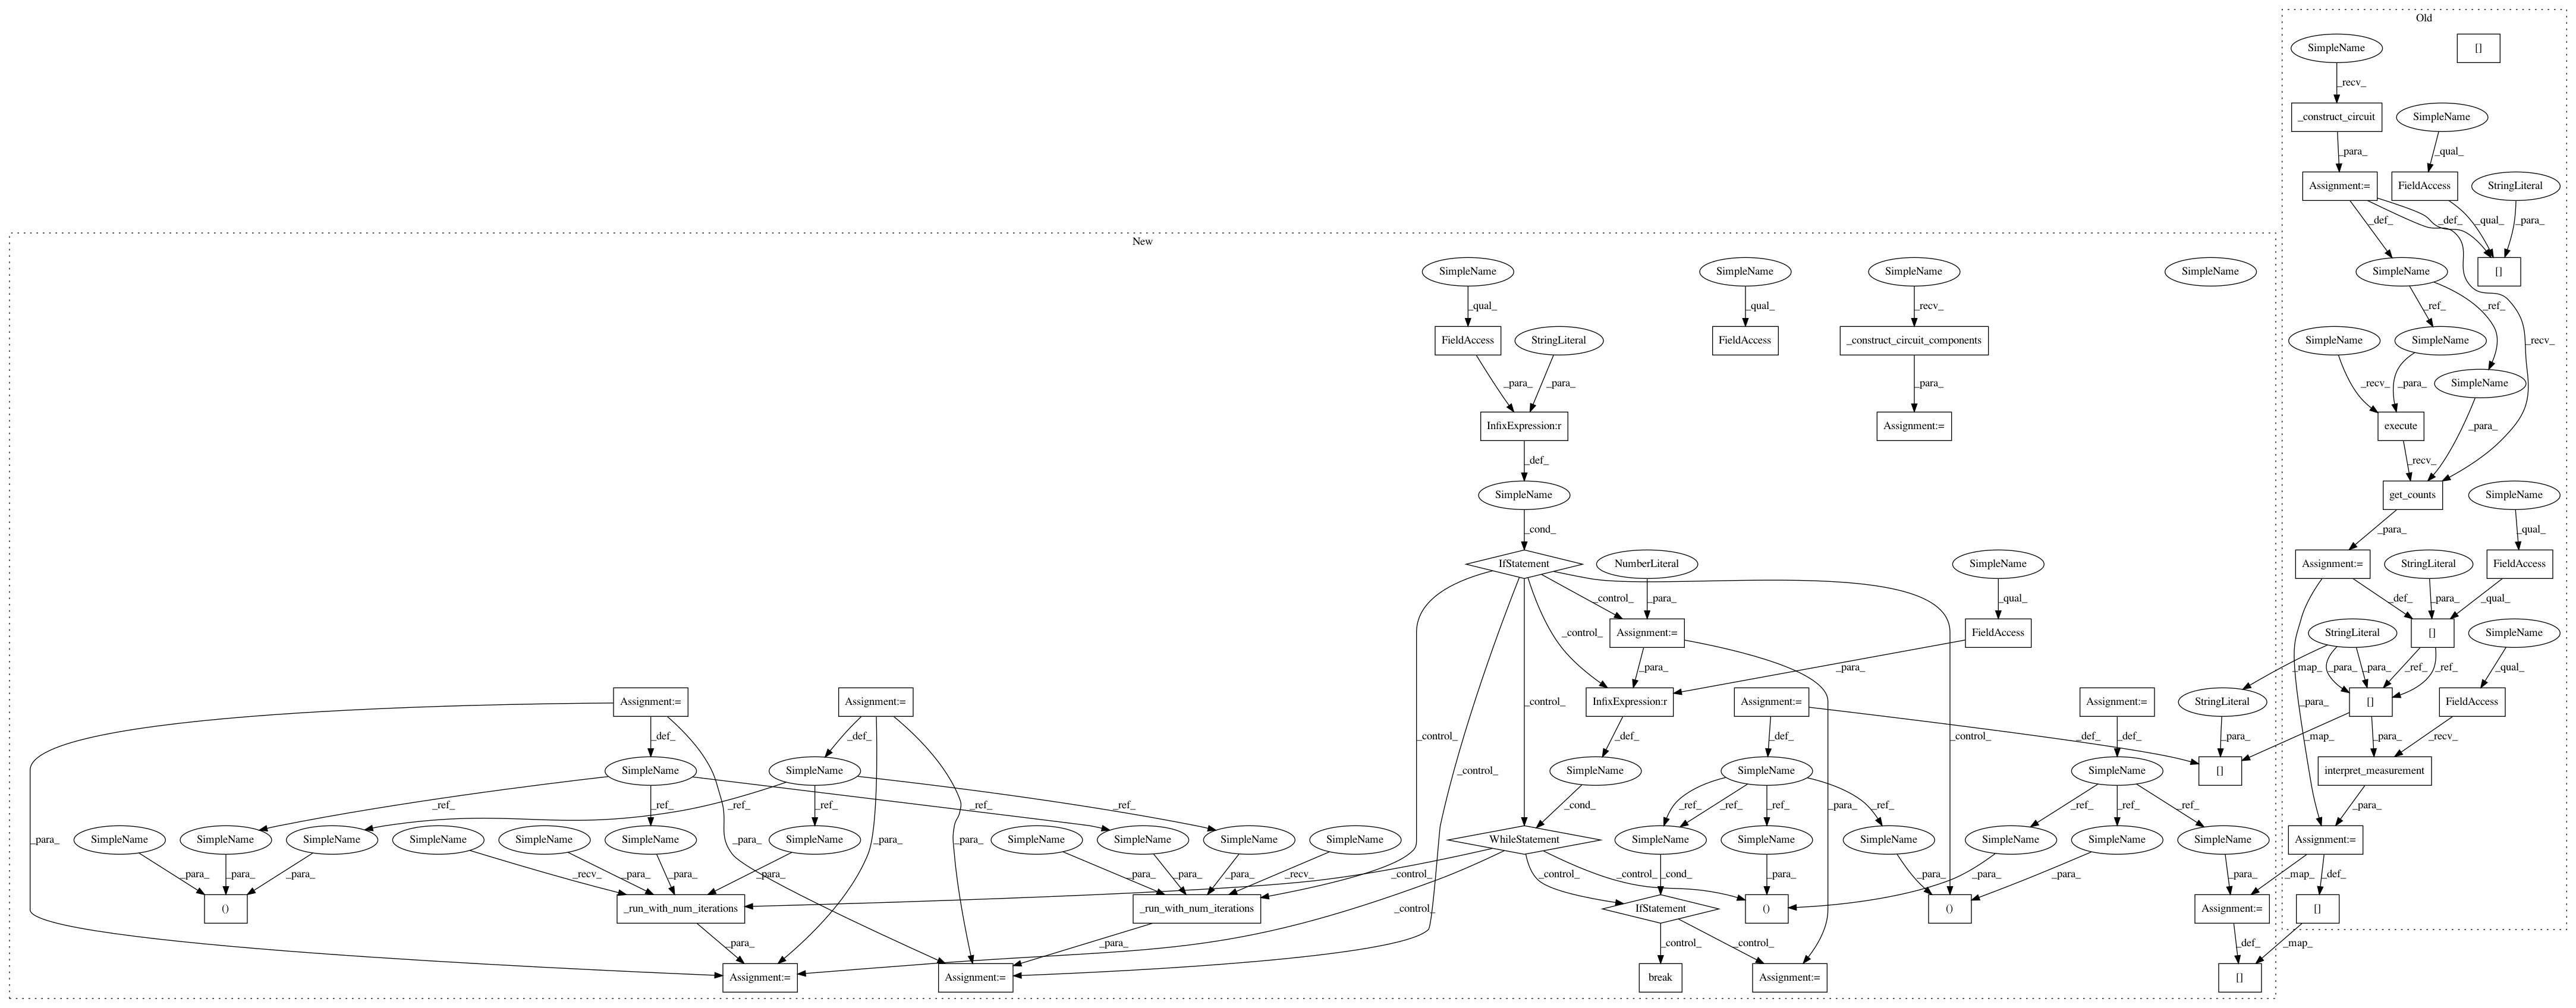 Old
SimpleName
[]
_recv_
_construct_circuit
SimpleName
_para_
_qual_
Assignment:=
FieldAccess
StringLiteral
_def_
_def_
_qual_
_para_
New
SimpleName
SimpleName
SimpleName
SimpleName
SimpleName
[]
_qual_
_qual_
_recv_
_ref_
_ref_
FieldAccess
StringLiteral
FieldAccess
_construct_circuit_components
SimpleName
SimpleName
_recv_
_para_
_para_
_para_
_recv_
_para_
SimpleName
InfixExpression:r
Assignment:=
execute
_para_
_def_
_recv_
SimpleName
get_counts
SimpleName
_cond_
_para_
_qual_
IfStatement
NumberLiteral
SimpleName
Assignment:=
StringLiteral
FieldAccess
_control_
_para_
_qual_
_def_
_para_
_qual_
_control_
Assignment:=
FieldAccess
StringLiteral
[]
SimpleName
_para_
_para_
_map_
_para_
_para_
_ref_
_ref_
_qual_
Assignment:=
Assignment:=
InfixExpression:r
Assignment:=
Assignment:=
StringLiteral
[]
FieldAccess
_def_
_def_
_control_
_control_
_def_
_def_
_def_
_control_
_def_
_para_
_map_
_para_
_para_
_recv_
SimpleName
SimpleName
_control_
SimpleName
SimpleName
SimpleName
[]
interpret_measurement
_ref_
_ref_
_ref_
_ref_
_ref_
_ref_
_cond_
_ref_
_ref_
_ref_
_ref_
_para_
_ref_
_ref_
_ref_
_para_
_para_
SimpleName
SimpleName
SimpleName
SimpleName
SimpleName
SimpleName
SimpleName
SimpleName
SimpleName
SimpleName
SimpleName
WhileStatement
SimpleName
SimpleName
SimpleName
SimpleName
SimpleName
SimpleName
Assignment:=
_para_
_para_
_para_
_para_
_para_
_recv_
_para_
_para_
_para_
_para_
_para_
_para_
_recv_
_control_
_cond_
_control_
_para_
_para_
_para_
_para_
_para_
_map_
_def_
()
_run_with_num_iterations
_run_with_num_iterations
IfStatement
()
()
Assignment:=
[]
_para_
_para_
_control_
_control_
_control_
_def_
_map_
Assignment:=
Assignment:=
break
Assignment:=
[]